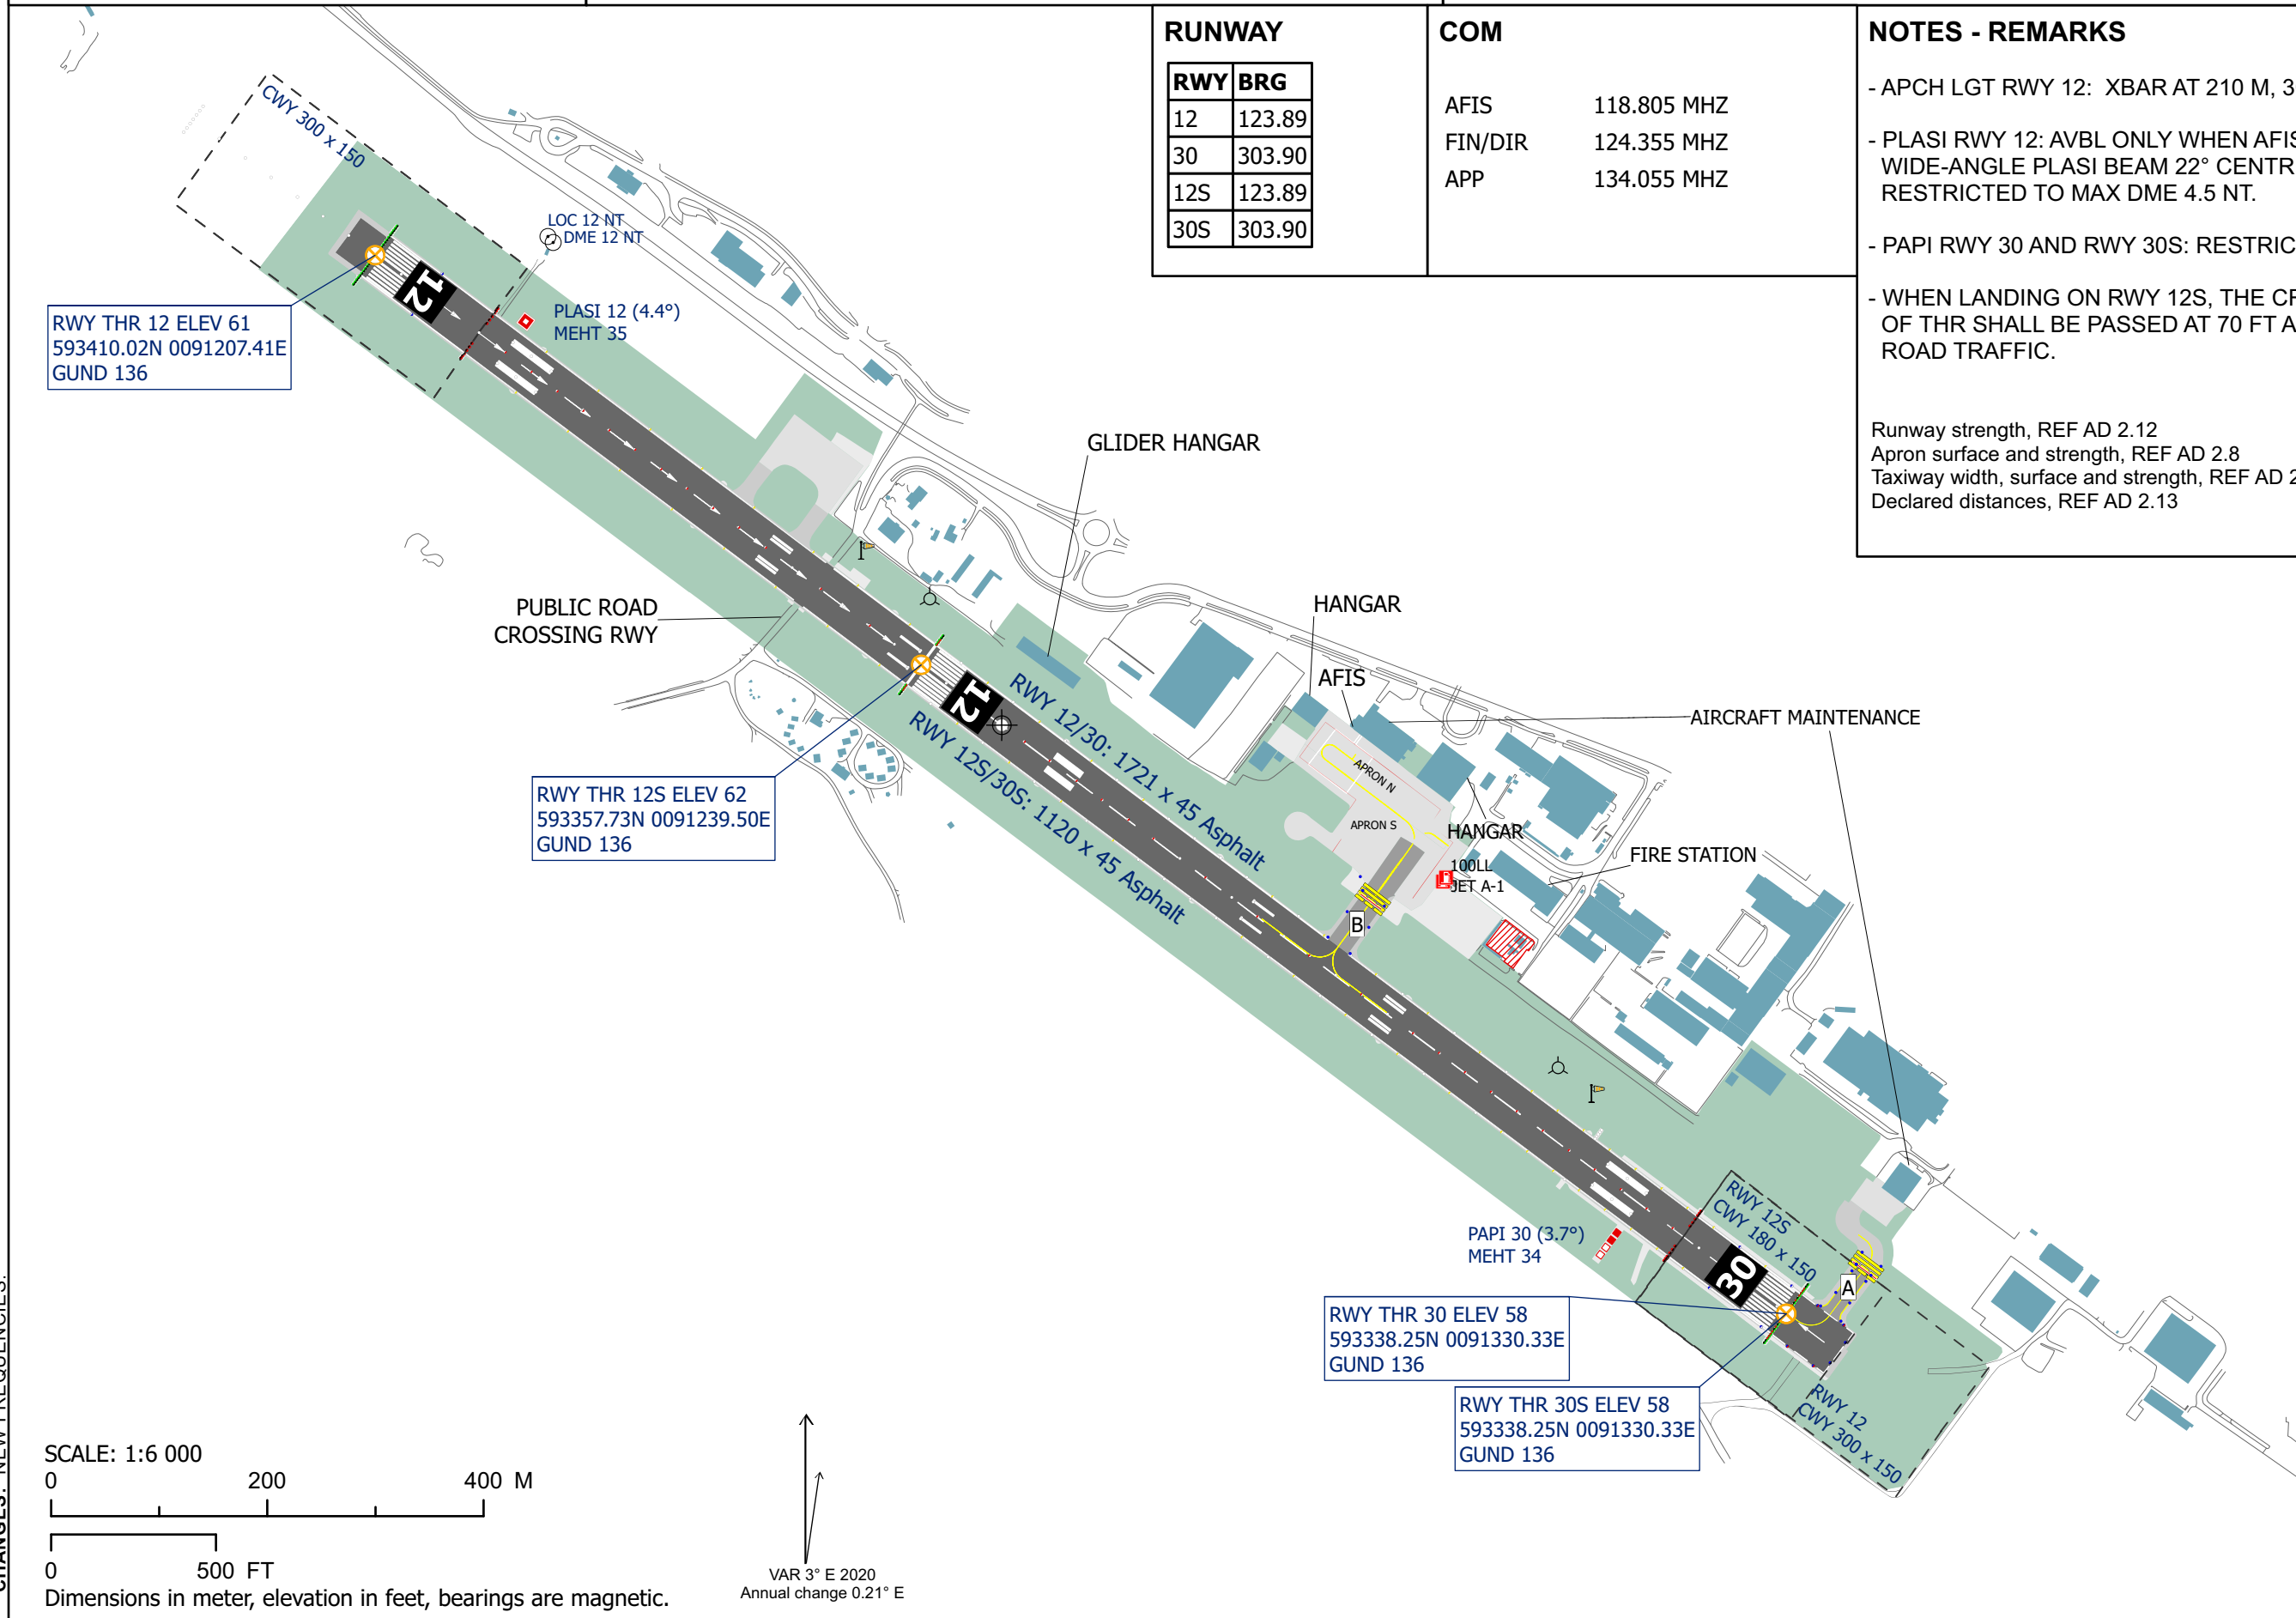 RUNWAY
RWY BRG
12 123.89
30 303.90
12S 123.89
30S 303.90
COM
AFIS 118.805 MHZ
FIN/DIR 124.355 MHZ
APP 134.055 MHZ
NOTES - REMARKS
- APCH LGT RWY 12: XBAR AT 210 M, 3
- PLASI RWY 12: AVBL ONLY WHEN AFIS
WIDE-ANGLE PLASI BEAM 22° CENTR
RESTRICTED TO MAX DME 4.5 NT.
- PAPI RWY 30 AND RWY 30S: RESTRIC
- WHEN LANDING ON RWY 12S, THE CR
OF THR SHALL BE PASSED AT 70 FT A
ROAD TRAFFIC.
Runway strength, REF AD 2.12
Apron surface and strength, REF AD 2.8
Taxiway width, surface and strength, REF AD 2
Declared distances, REF AD 2.13
CWY 300 x 150
LOC 12 NT
DME 12 NT
12
PLASI 12 (4.4°)
MEHT 35
RWY THR 12 ELEV 61
593410.02N 0091207.41E
GUND 136
GLIDER HANGAR
PUBLIC ROAD
CROSSING RWY
HANGAR
AFIS
AIRCRAFT MAINTENANCE
12
RWY 12/30: 1721 x 45 Asphalt
RWY 12S/30S: 1120 x 45 Asphalt
RWY THR 12S ELEV 62
593357.73N 0091239.50E
GUND 136
APRON N
APRON S
HANGAR
100LL
JET A-1
FIRE STATION
B
RWY 12S
CWY 180 x 150
PAPI 30 (3.7°)
MEHT 34
30
A
RWY THR 30 ELEV 58
593338.25N 0091330.33E
GUND 136
RWY THR 30S ELEV 58
593338.25N 0091330.33E
GUND 136
RWY 12
CWY 300 x 150
SCALE: 1:6 000
0 200 400 M
0 500 FT
Dimensions in meter, elevation in feet, bearings are magnetic.
VAR 3° E 2020
Annual change 0.21° E
CHANGES: NEW FREQUENCIES.